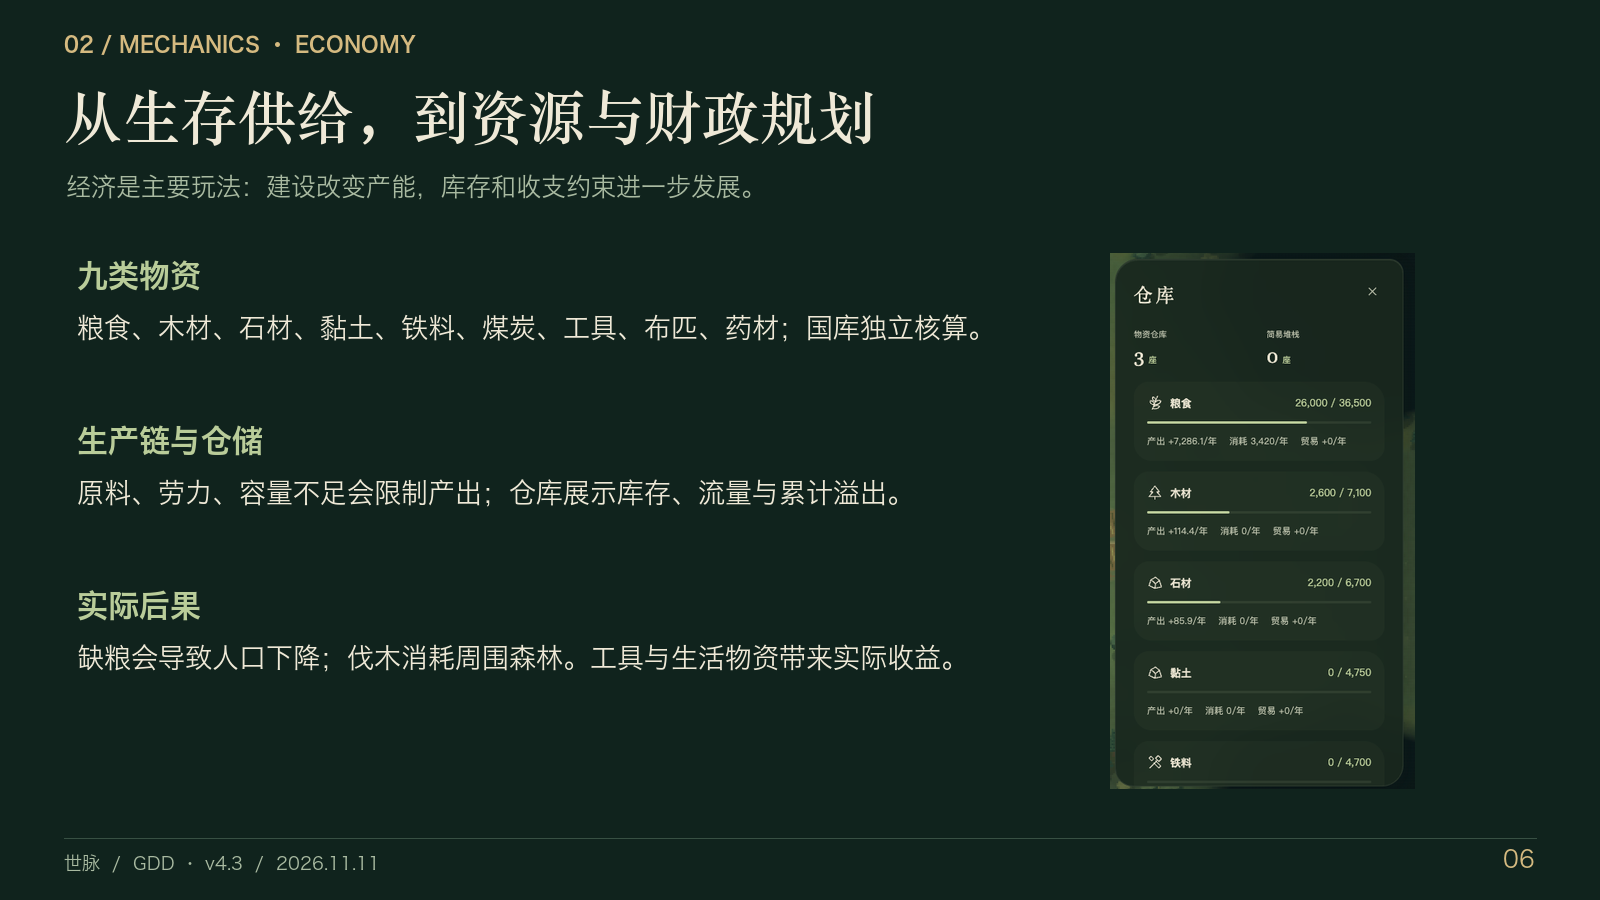 02 / MECHANICS · ECONOMY
从生存供给，到资源与财政规划
经济是主要玩法：建设改变产能，库存和收支约束进一步发展。
九类物资
粮食、木材、石材、黏土、铁料、煤炭、工具、布匹、药材；国库独立核算。
生产链与仓储
原料、劳力、容量不足会限制产出；仓库展示库存、流量与累计溢出。
实际后果
缺粮会导致人口下降；伐木消耗周围森林。工具与生活物资带来实际收益。
仓库 ×
物资仓库 简易堆栈
3 座 0 座
粮食 26,000 / 36,500
产出 +7,286.1/年 消耗 3,420/年 贸易 +0/年
木材 2,600 / 7,100
产出 +114.4/年 消耗 0/年 贸易 +0/年
石材 2,200 / 6,700
产出 +85.9/年 消耗 0/年 贸易 +0/年
黏土 0 / 4,750
产出 +0/年 消耗 0/年 贸易 +0/年
铁料 0 / 4,700
世脉 / GDD · v4.3 / 2026.11.11
06